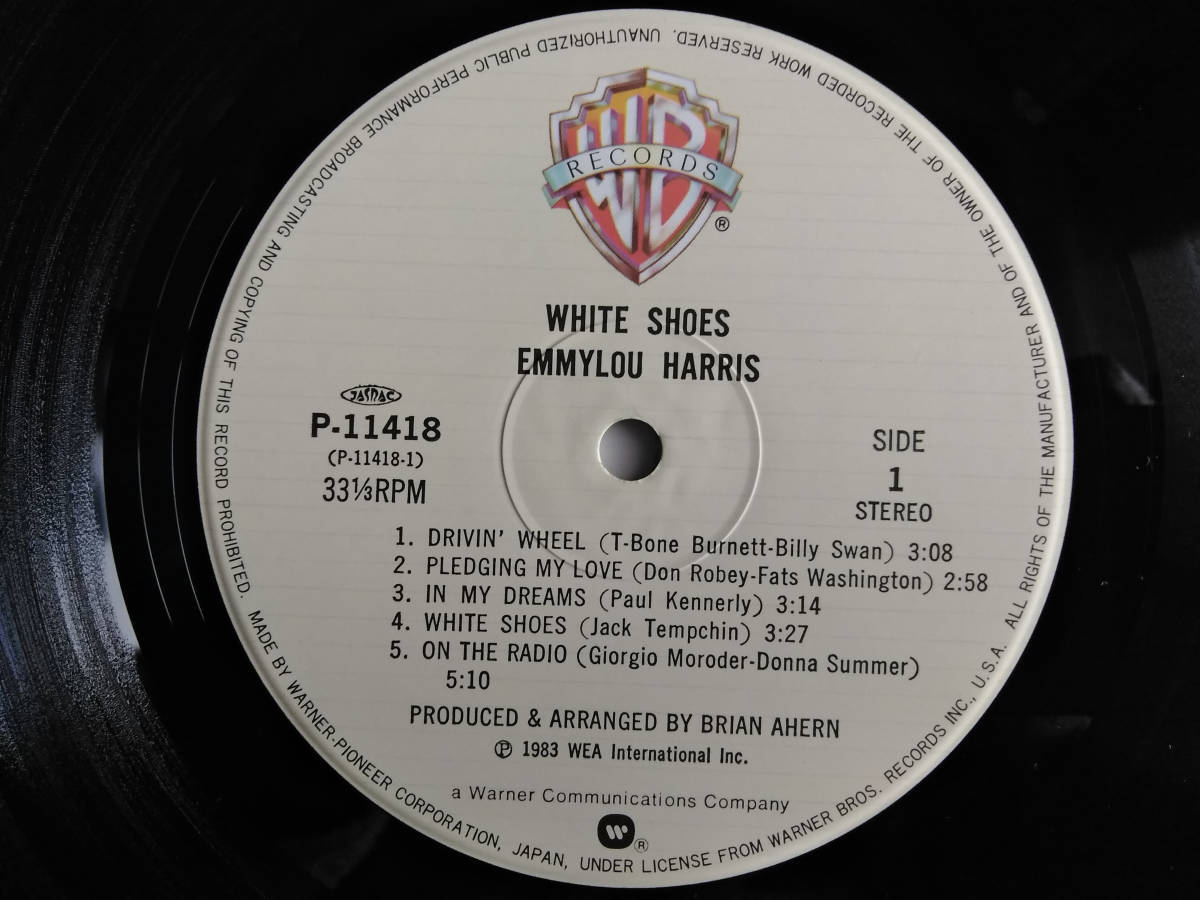 WB
RECORDS
®
WHITE SHOES
EMMYLOU HARRIS
JASRAC
P-11418
(P-11418-1)
33⅓RPM
SIDE
1
STEREO
1. DRIVIN' WHEEL (T-Bone Burnett-Billy Swan) 3:08
2. PLEDGING MY LOVE (Don Robey-Fats Washington) 2:58
3. IN MY DREAMS (Paul Kennerly) 3:14
4. WHITE SHOES (Jack Tempchin) 3:27
5. ON THE RADIO (Giorgio Moroder-Donna Summer)
5:10
PRODUCED & ARRANGED BY BRIAN AHERN
℗ 1983 WEA International Inc.
a Warner Communications Company
®
MADE BY WARNER-PIONEER CORPORATION, JAPAN, UNDER LICENSE FROM WARNER BROS. RECORDS INC., U.S.A. ALL RIGHTS OF THE MANUFACTURER AND OF THE OWNER OF THE RECORDED WORK RESERVED. UNAUTHORIZED PUBLIC PERFORMANCE BROADCASTING AND COPYING OF THIS RECORD PROHIBITED.